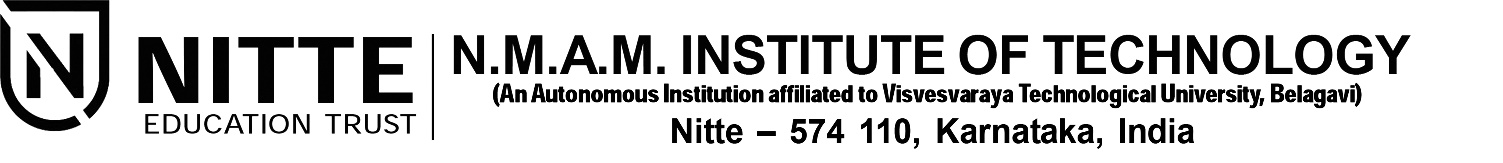 N
NITTE
EDUCATION TRUST
N.M.A.M. INSTITUTE OF TECHNOLOGY
(An Autonomous Institution affiliated to Visvesvaraya Technological University, Belagavi)
Nitte – 574 110, Karnataka, India